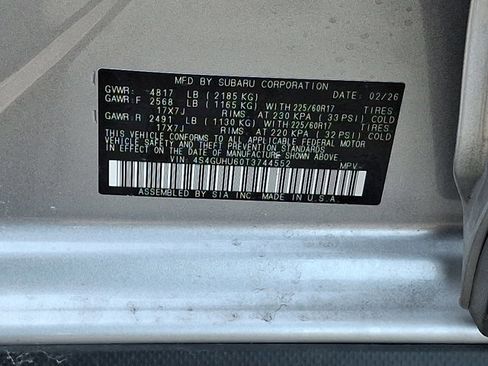 MFD BY SUBARU CORPORATION DATE: 02/26
GVWR: 4817 LB ( 2185 KG)
GAWR:F 2568 LB ( 1165 KG) WITH 225/60R17 TIRES
17X7J RIMS. AT 230 KPA ( 33 PSI) COLD
GAWR:R 2491 LB ( 1130 KG) WITH 225/60R17 TIRES
17X7J RIMS. AT 220 KPA ( 32 PSI) COLD
THIS VEHICLE CONFORMS TO ALL APPLICABLE FEDERAL MOTOR
VEHICLE SAFETY AND THEFT PREVENTION STANDARDS IN
EFFECT ON THE DATE OF MANUFACTURE SHOWN ABOVE.
VIN: 4S4GUHU60T3744552 MPV
ASSEMBLED BY SIA INC. MADE IN U.S.A.